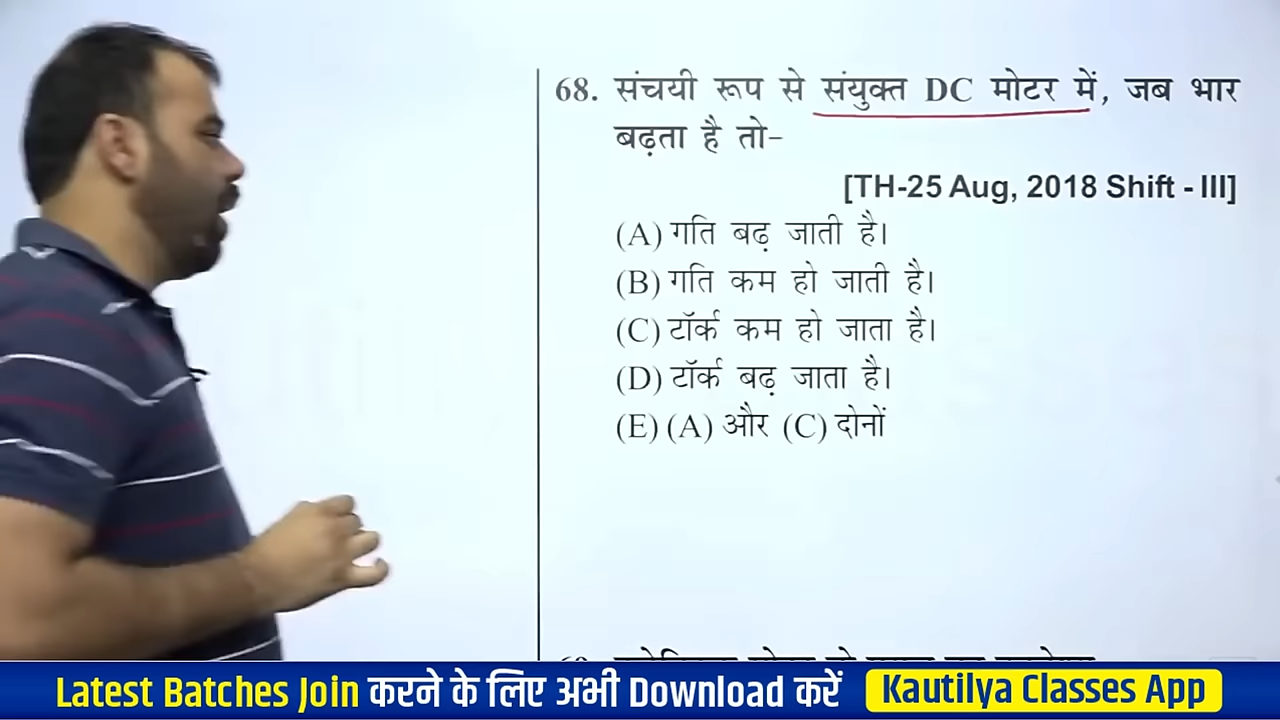 68. संचयी रूप से संयुक्त DC मोटर में, जब भार
बढ़ता है तो-
[TH-25 Aug, 2018 Shift - III]
(A) गति बढ़ जाती है।
(B) गति कम हो जाती है।
(C) टॉर्क कम हो जाता है।
(D) टॉर्क बढ़ जाता है।
(E) (A) और (C) दोनों
Latest Batches Join करने के लिए अभी Download करें Kautilya Classes App